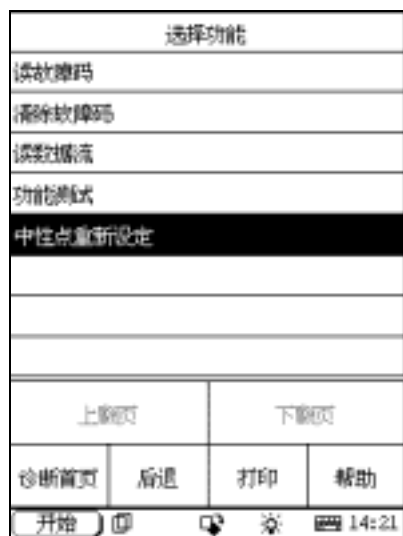 选择功能
读故障码
清除故障码
读数据流
功能测试
中性点重新设定
上翻页 下翻页
诊断首页 后退 打印 帮助
开始 14:21